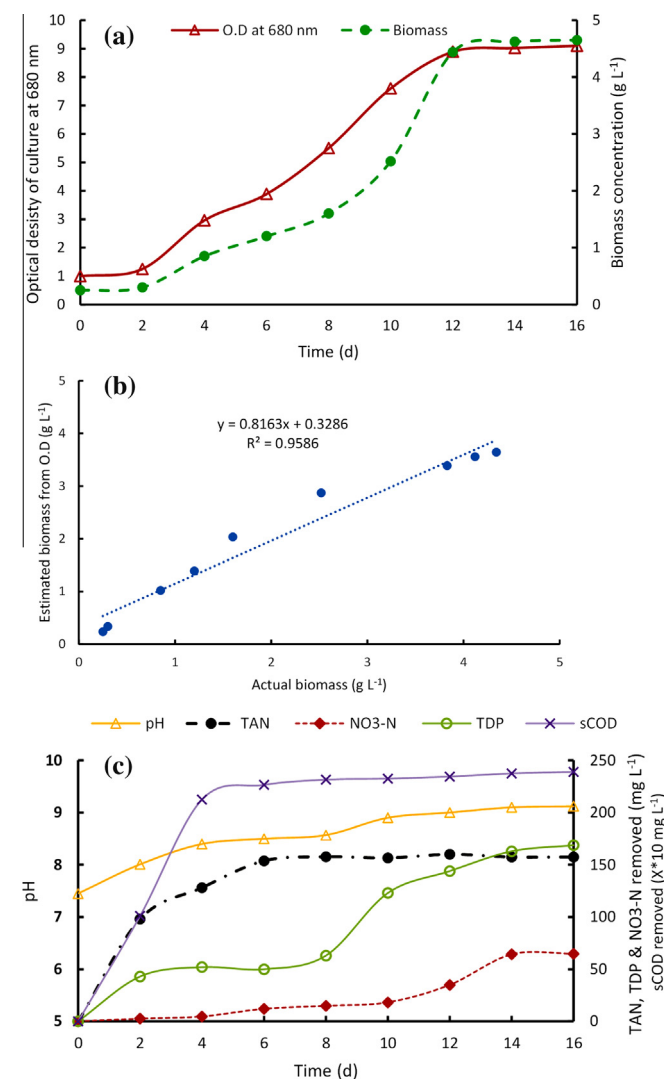 (a)
O.D at 680 nm
Biomass
Optical desisty of culture at 680 nm
10
9
8
7
6
5
4
3
2
1
0
5
4
3
2
1
0
Biomass concentration (g L-1)
0 2 4 6 8 10 12 14 16
Time (d)
(b)
Estimated biomass from O.D (g L-1)
5
4
3
2
1
0
y = 0.8163x + 0.3286
R² = 0.9586
0 1 2 3 4 5
Actual biomass (g L-1)
pH TAN NO3-N TDP sCOD
(c)
pH
10
9
8
7
6
5
250
200
150
100
50
0
TAN, TDP & NO3-N removed (mg L-1)
sCOD removed (X*10 mg L-1)
0 2 4 6 8 10 12 14 16
Time (d)